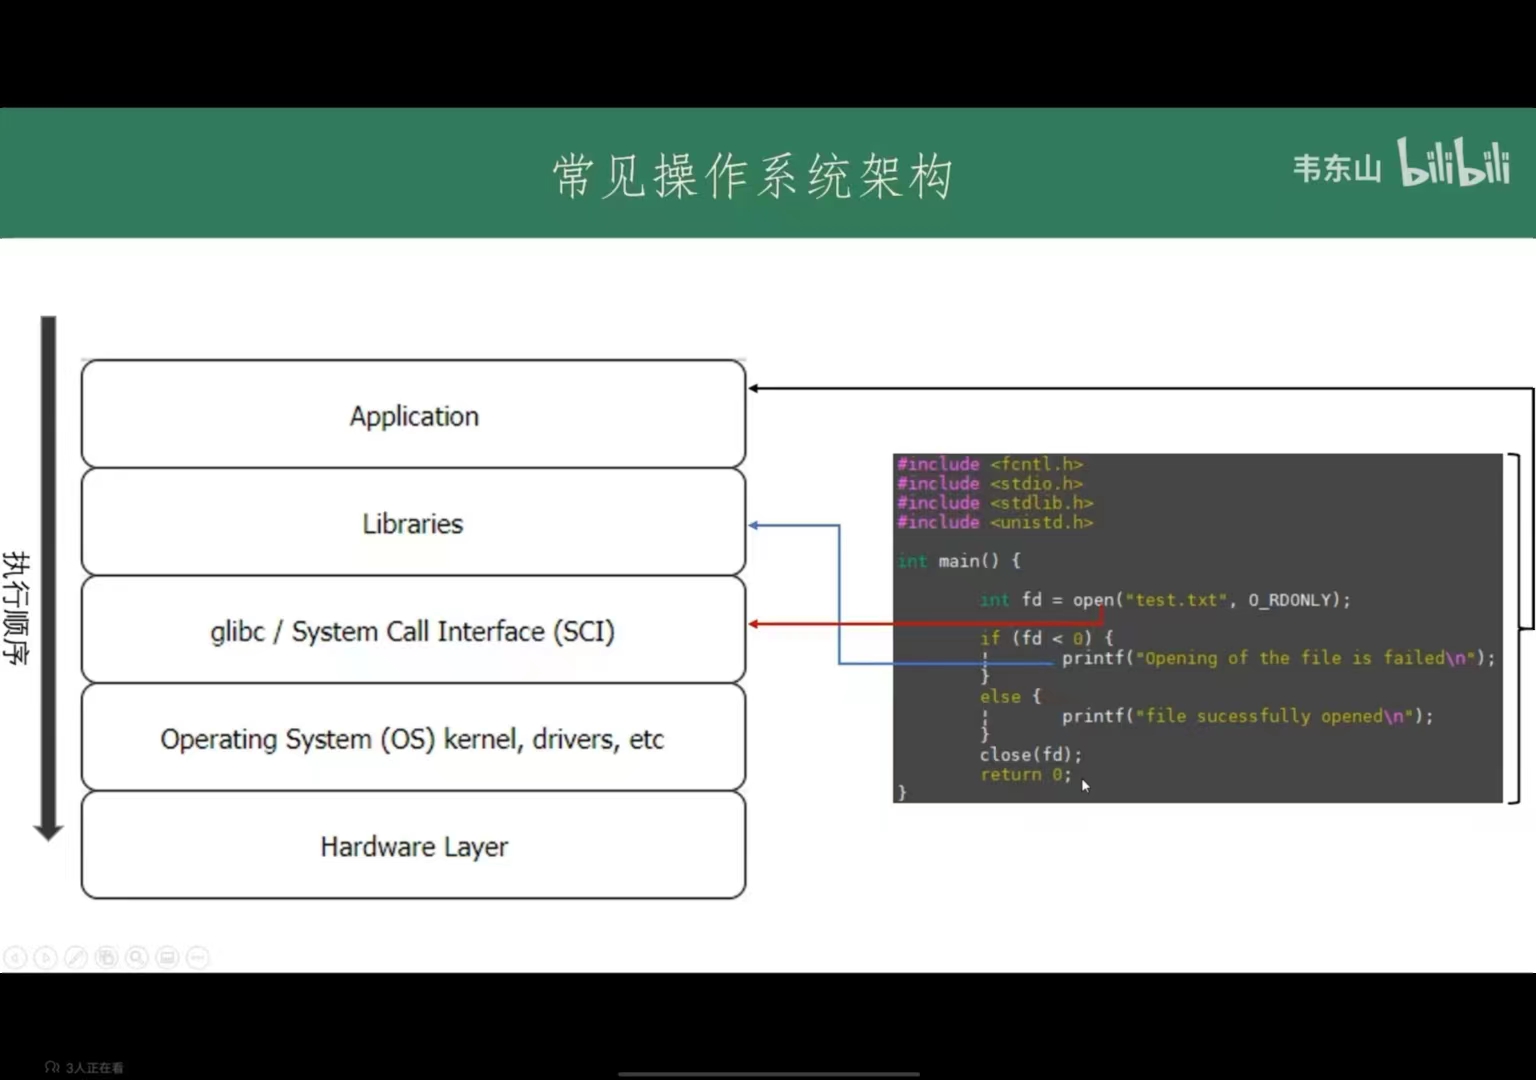 常见操作系统架构
韦东山 bilibili
执行顺序
Application
Libraries
glibc / System Call Interface (SCI)
Operating System (OS) kernel, drivers, etc
Hardware Layer
#include <fcntl.h>
#include <stdio.h>
#include <stdlib.h>
#include <unistd.h>
int main() {
int fd = open("test.txt", O_RDONLY);
if (fd < 0) {
printf("Opening of the file is failed\n");
}
else {
printf("file sucessfully opened\n");
}
close(fd);
return 0;
}
3人正在看